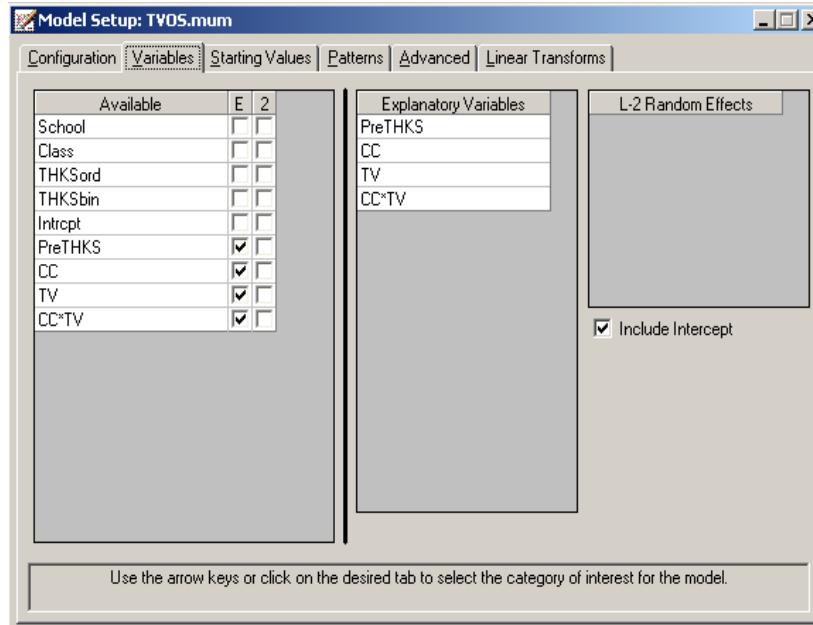 Model Setup: TVOS.mum
Configuration Variables Starting Values Patterns Advanced Linear Transforms
Available E 2
School
Class
THKSord
THKSbin
Intrcpt
PreTHKS
CC
TV
CC*TV
Explanatory Variables
PreTHKS
CC
TV
CC*TV
L-2 Random Effects
Include Intercept
Use the arrow keys or click on the desired tab to select the category of interest for the model.